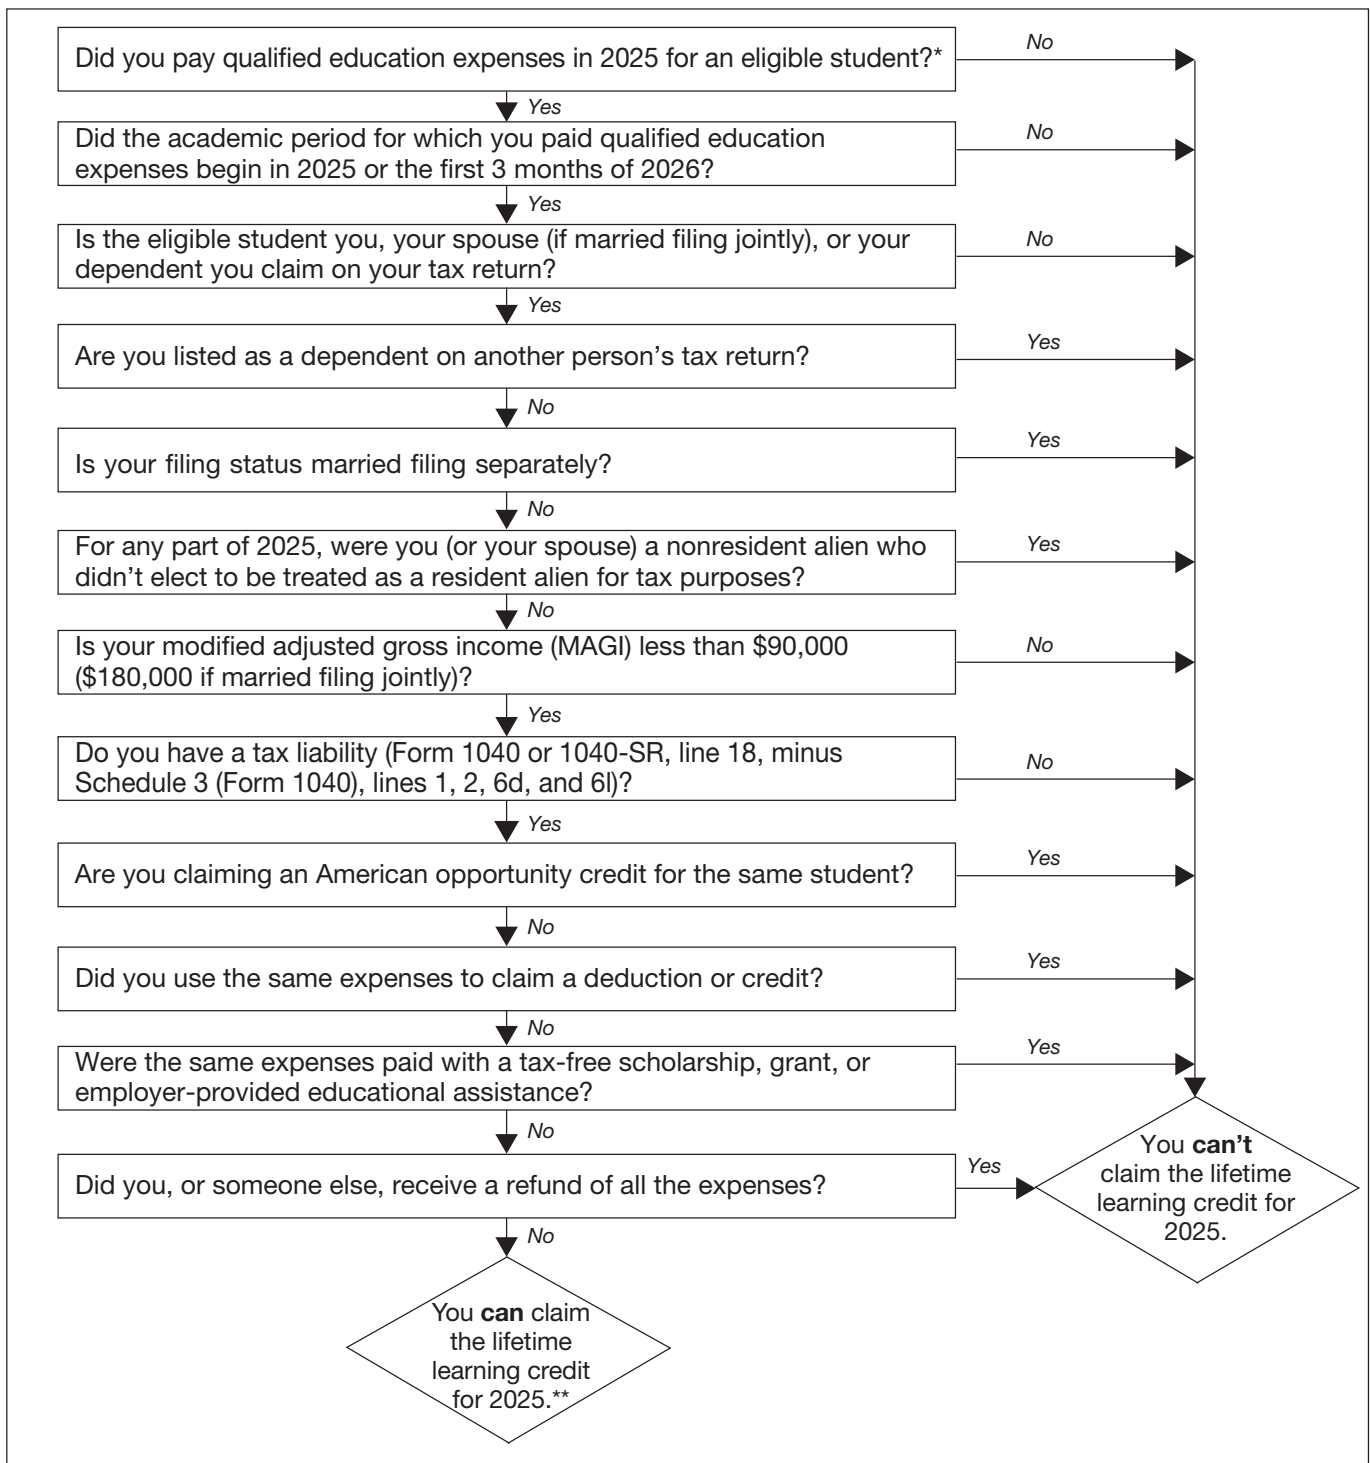 Did you pay qualified education expenses in 2025 for an eligible student?*
No
Yes
Did the academic period for which you paid qualified education
expenses begin in 2025 or the first 3 months of 2026?
No
Yes
Is the eligible student you, your spouse (if married filing jointly), or your
dependent you claim on your tax return?
No
Yes
Are you listed as a dependent on another person’s tax return?
Yes
No
Is your filing status married filing separately?
Yes
No
For any part of 2025, were you (or your spouse) a nonresident alien who
didn’t elect to be treated as a resident alien for tax purposes?
Yes
No
Is your modified adjusted gross income (MAGI) less than $90,000
($180,000 if married filing jointly)?
No
Yes
Do you have a tax liability (Form 1040 or 1040-SR, line 18, minus
Schedule 3 (Form 1040), lines 1, 2, 6d, and 6l)?
No
Yes
Are you claiming an American opportunity credit for the same student?
Yes
No
Did you use the same expenses to claim a deduction or credit?
Yes
No
Were the same expenses paid with a tax-free scholarship, grant, or
employer-provided educational assistance?
Yes
No
Did you, or someone else, receive a refund of all the expenses?
Yes
No
You can’t
claim the lifetime
learning credit for
2025.
You can claim
the lifetime
learning credit
for 2025.**